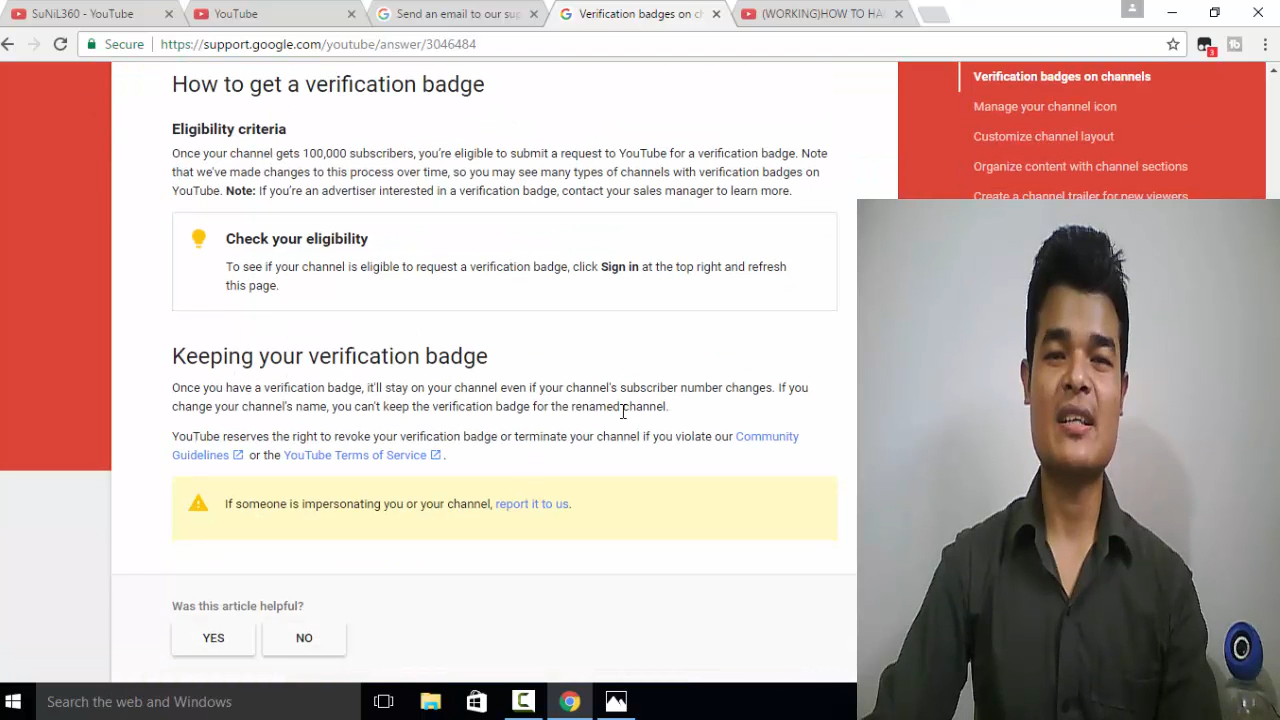 SuNiL360 - YouTube
YouTube
Send an email to our sup
Verification badges on ch
(WORKING)HOW TO HA
Secure
https://support.google.com/youtube/answer/3046484
3
How to get a verification badge
Eligibility criteria
Once your channel gets 100,000 subscribers, you’re eligible to submit a request to YouTube for a verification badge. Note
that we’ve made changes to this process over time, so you may see many types of channels with verification badges on
YouTube. Note: If you’re an advertiser interested in a verification badge, contact your sales manager to learn more.
Check your eligibility
To see if your channel is eligible to request a verification badge, click Sign in at the top right and refresh
this page.
Keeping your verification badge
Once you have a verification badge, it’ll stay on your channel even if your channel’s subscriber number changes. If you
change your channel’s name, you can’t keep the verification badge for the renamed channel.
YouTube reserves the right to revoke your verification badge or terminate your channel if you violate our Community
Guidelines or the YouTube Terms of Service .
If someone is impersonating you or your channel, report it to us.
Was this article helpful?
YES
NO
Verification badges on channels
Manage your channel icon
Customize channel layout
Organize content with channel sections
Create a channel trailer for new viewers
Search the web and Windows